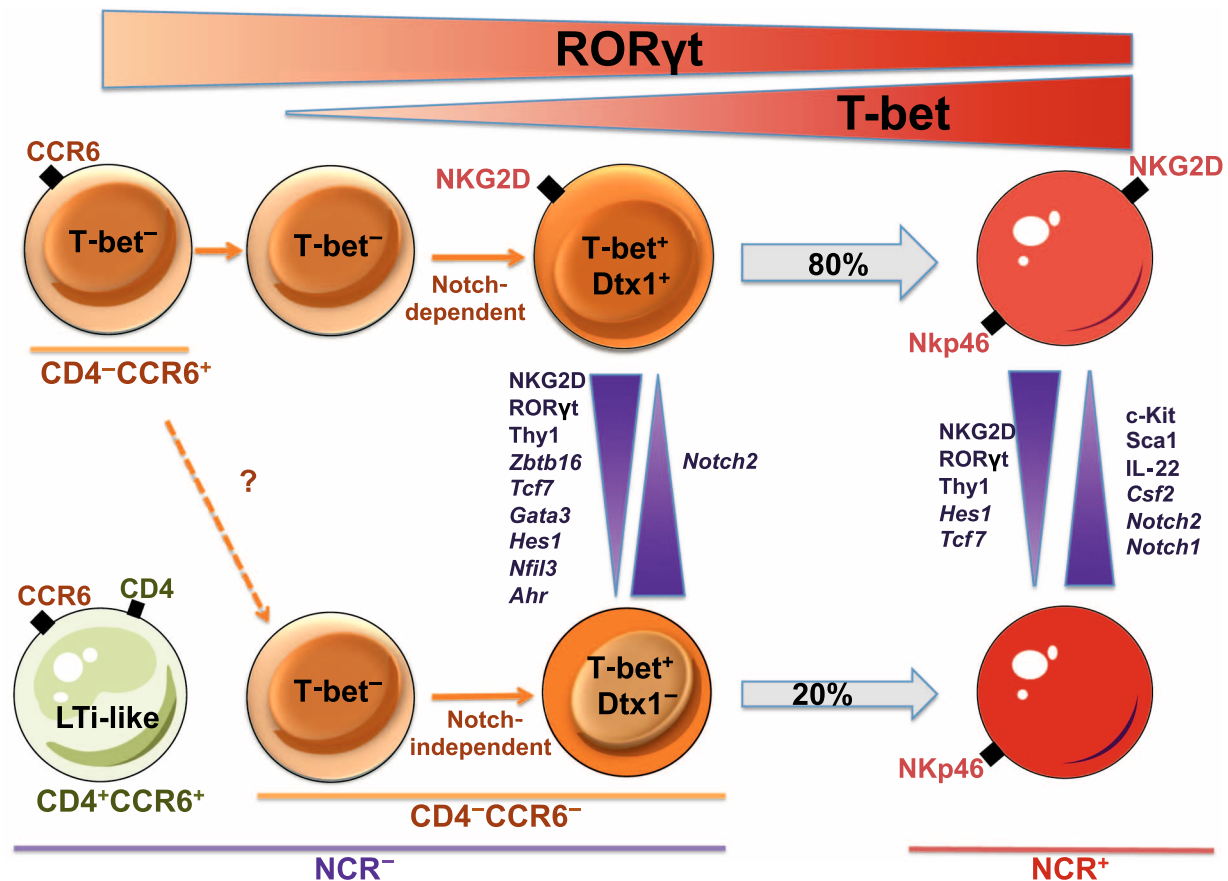 RORγt
T-bet
CCR6
T-bet⁻
T-bet⁻
Notch-
dependent
NKG2D
T-bet⁺
Dtx1⁺
80%
NKG2D
Nkp46
CD4⁻CCR6⁺
?
NKG2D
RORγt
Thy1
Zbtb16
Tcf7
Gata3
Hes1
Nfil3
Ahr
Notch2
NKG2D
RORγt
Thy1
Hes1
Tcf7
c-Kit
Sca1
IL-22
Csf2
Notch2
Notch1
CCR6
CD4
LTi-like
CD4⁺CCR6⁺
T-bet⁻
Notch-
independent
T-bet⁺
Dtx1⁻
20%
NKp46
CD4⁻CCR6⁻
NCR⁻
NCR⁺